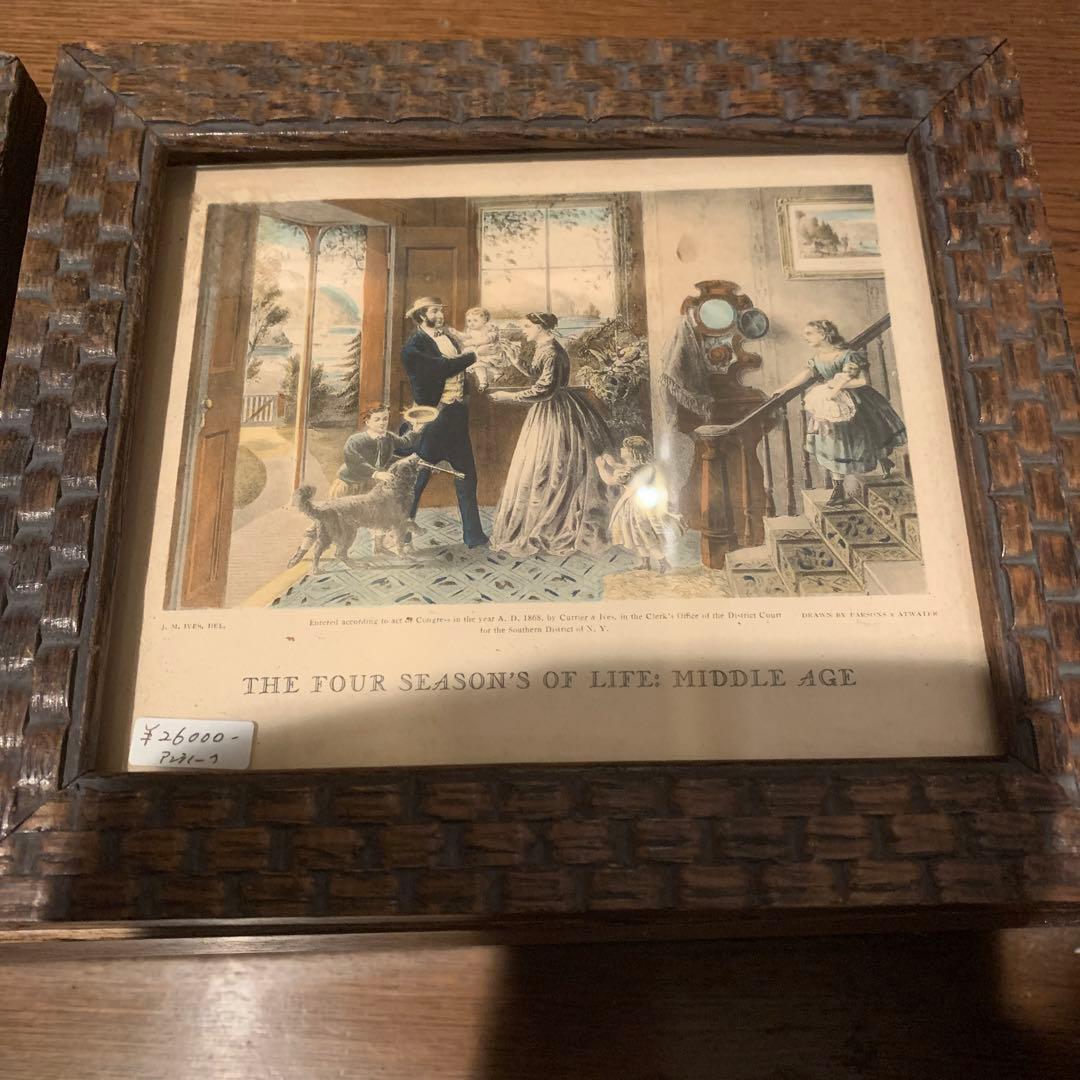 J. M. IVES, DEL.
Entered according to act of Congress in the year A. D. 1868, by Currier & Ives, in the Clerk's Office of the District Court
for the Southern District of N. Y.
DRAWN BY PARSONS & ATWATER
THE FOUR SEASON'S OF LIFE: MIDDLE AGE
¥26000-
アンティーク